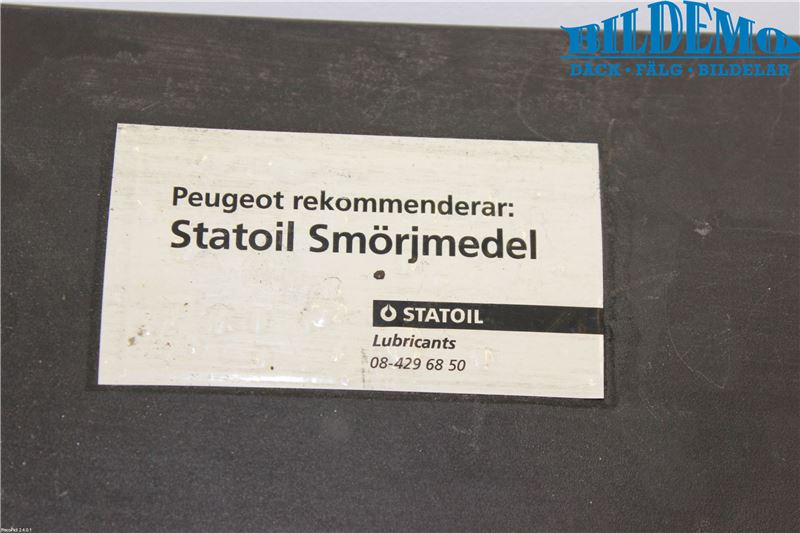 BILDEMO
DÄCK • FÄLG • BILDELAR
Peugeot rekommenderar:
Statoil Smörjmedel
STATOIL
Lubricants
08-429 68 50